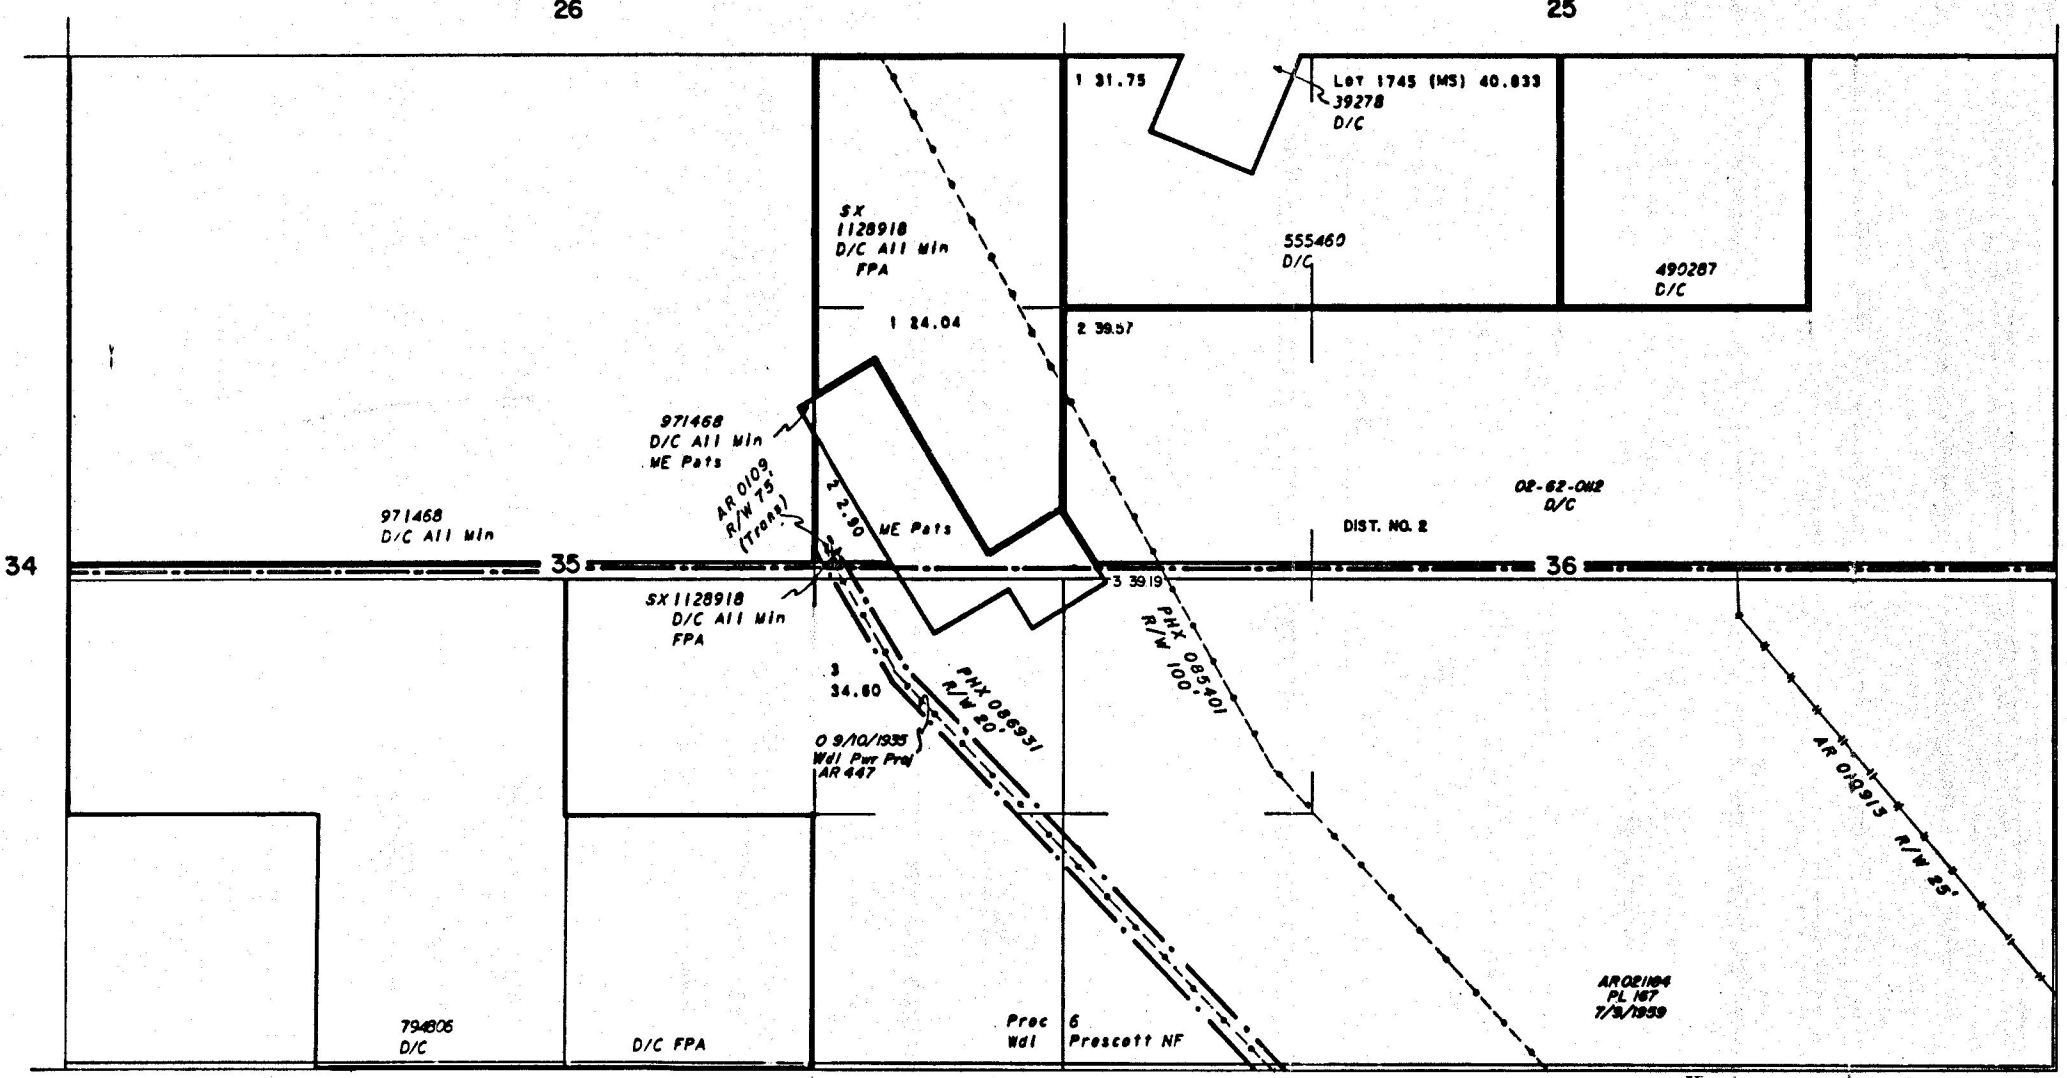 26
25
1 31.75
Lot 1745 (MS) 40.833
39278
D/C
SX
1128918
D/C All Min
FPA
555460
D/C
490287
D/C
1 24.04
2 39.57
971468
D/C All Min
ME Pats
AR 0109
R/W 75'
(Trans)
2 2.90
ME Pats
971468
D/C All Min
02-62-0112
D/C
DIST. NO. 2
34
35
36
3 39.19
SX 1128918
D/C All Min
FPA
3
34.60
PHX 086931
R/W 20'
PHX 085401
R/W 100'
O 9/10/1935
Wdl Pwr Proj
AR 447
AR 010913 R/W 25'
AR 021184
PL 167
7/9/1959
794806
D/C
D/C FPA
Proc 6
Wdl Prescott NF